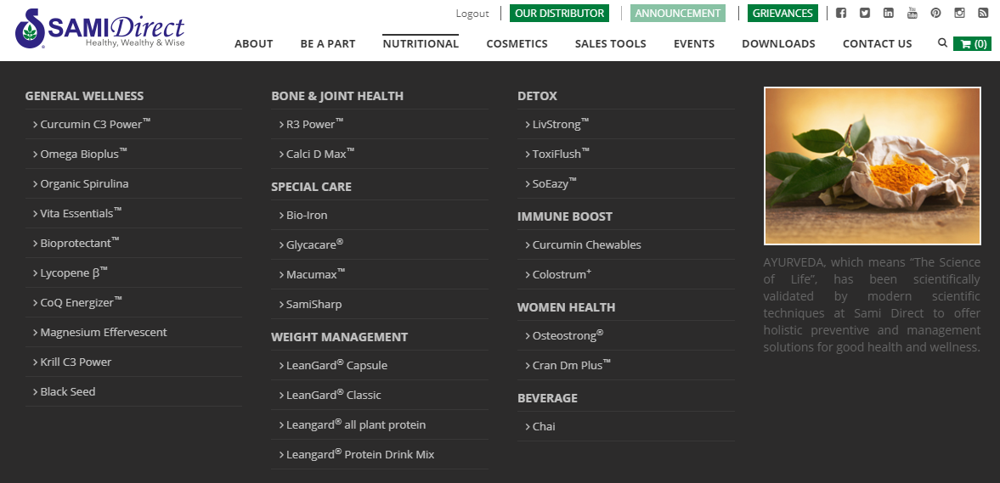 Logout
OUR DISTRIBUTOR
ANNOUNCEMENT
GRIEVANCES
SAMIDirect®
Healthy, Wealthy & Wise
ABOUT
BE A PART
NUTRITIONAL
COSMETICS
SALES TOOLS
EVENTS
DOWNLOADS
CONTACT US
(0)
GENERAL WELLNESS
Curcumin C3 Power™
Omega Bioplus™
Organic Spirulina
Vita Essentials™
Bioprotectant™
Lycopene β™
CoQ Energizer™
Magnesium Effervescent
Krill C3 Power
Black Seed
BONE & JOINT HEALTH
R3 Power™
Calci D Max™
SPECIAL CARE
Bio-Iron
Glycacare®
Macumax™
SamiSharp
WEIGHT MANAGEMENT
LeanGard® Capsule
LeanGard® Classic
Leangard® all plant protein
Leangard® Protein Drink Mix
DETOX
LivStrong™
ToxiFlush™
SoEazy™
IMMUNE BOOST
Curcumin Chewables
Colostrum+
WOMEN HEALTH
Osteostrong®
Cran Dm Plus™
BEVERAGE
Chai
AYURVEDA, which means “The Science
of Life”, has been scientifically
validated by modern scientific
techniques at Sami Direct to offer
holistic preventive and management
solutions for good health and wellness.